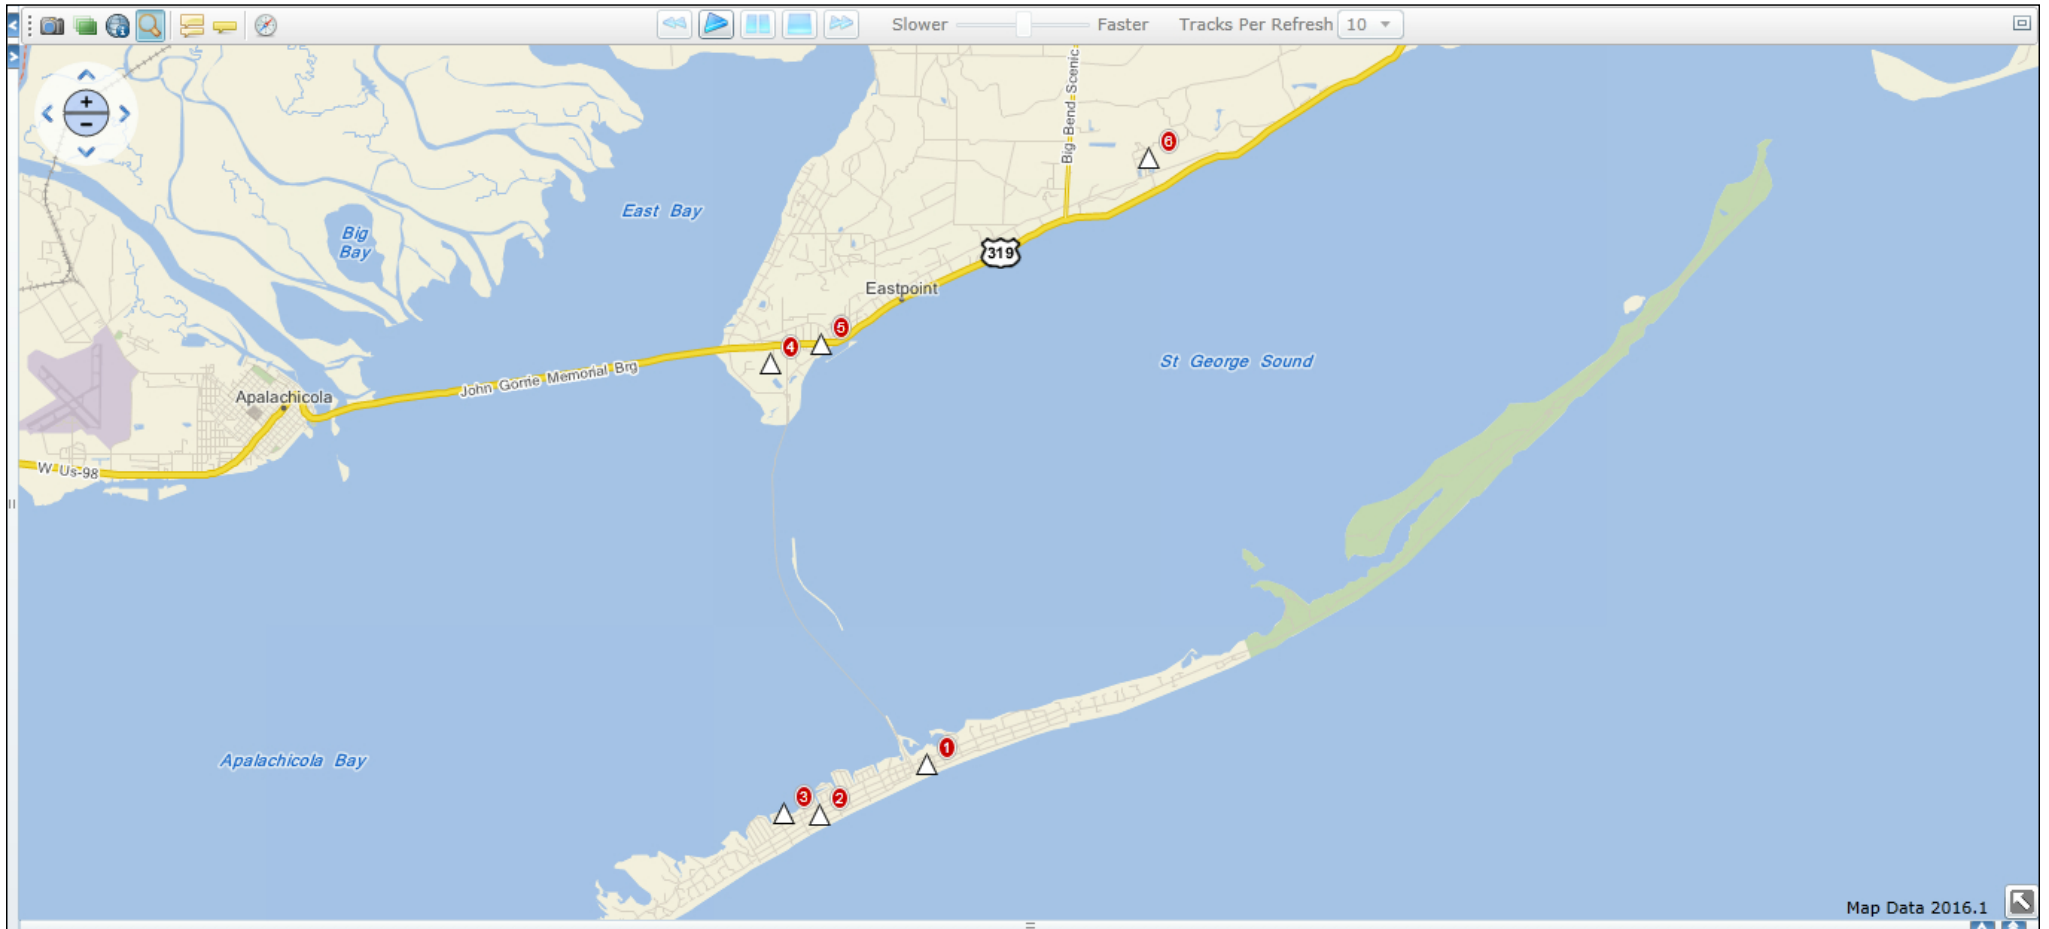 Slower
Faster
Tracks Per Refresh
10
Big Bend Scenic
6
East Bay
Big
Bay
319
Eastpoint
5
4
St George Sound
John Gorrie Memorial Brg
Apalachicola
W Us-98
1
Apalachicola Bay
3
2
Map Data 2016.1